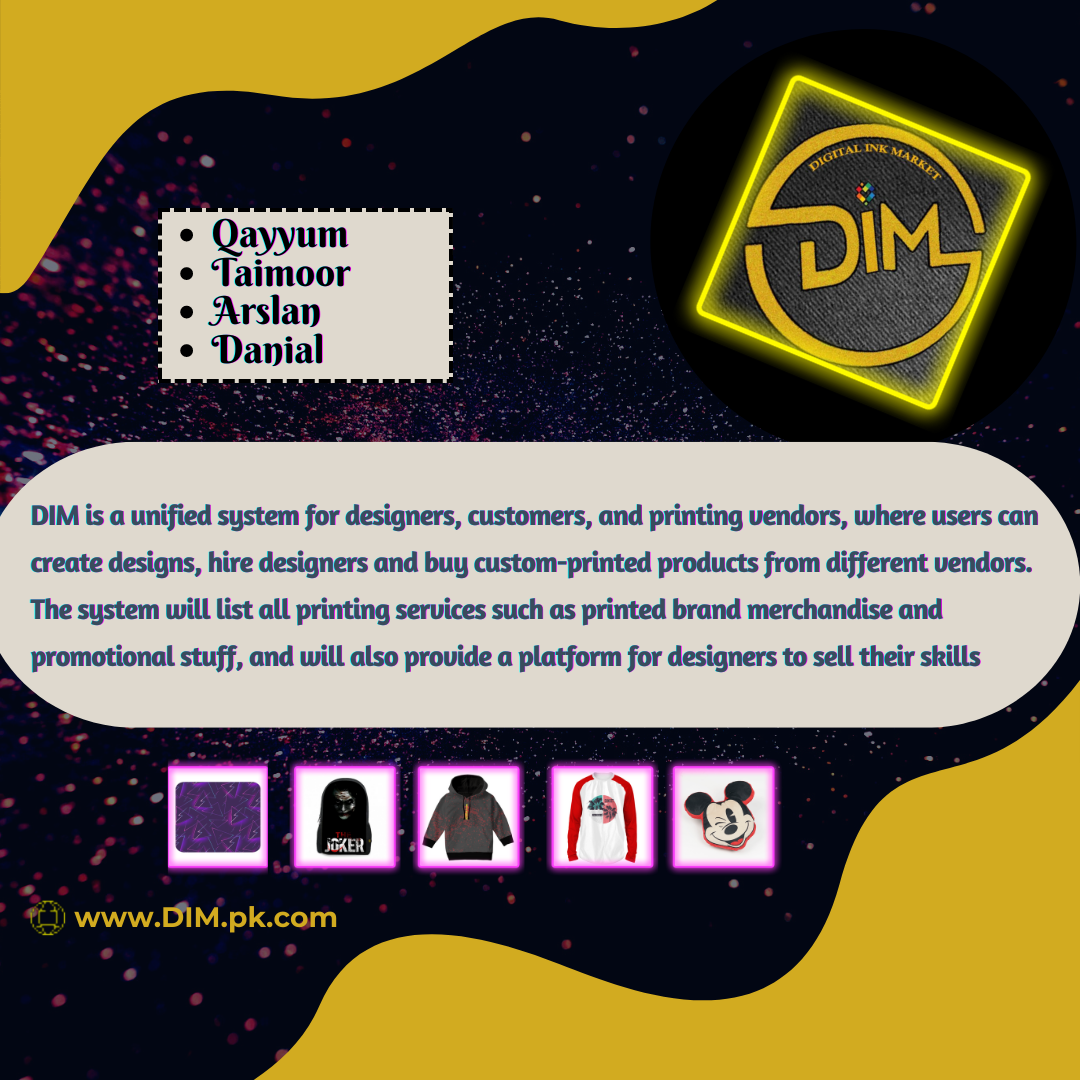 DIGITAL INK MARKET
DiM
Qayyum
Taimoor
Arslan
Danial
DIM is a unified system for designers, customers, and printing vendors, where users can
create designs, hire designers and buy custom-printed products from different vendors.
The system will list all printing services such as printed brand merchandise and
promotional stuff, and will also provide a platform for designers to sell their skills
THE
JOKER
www.DIM.pk.com